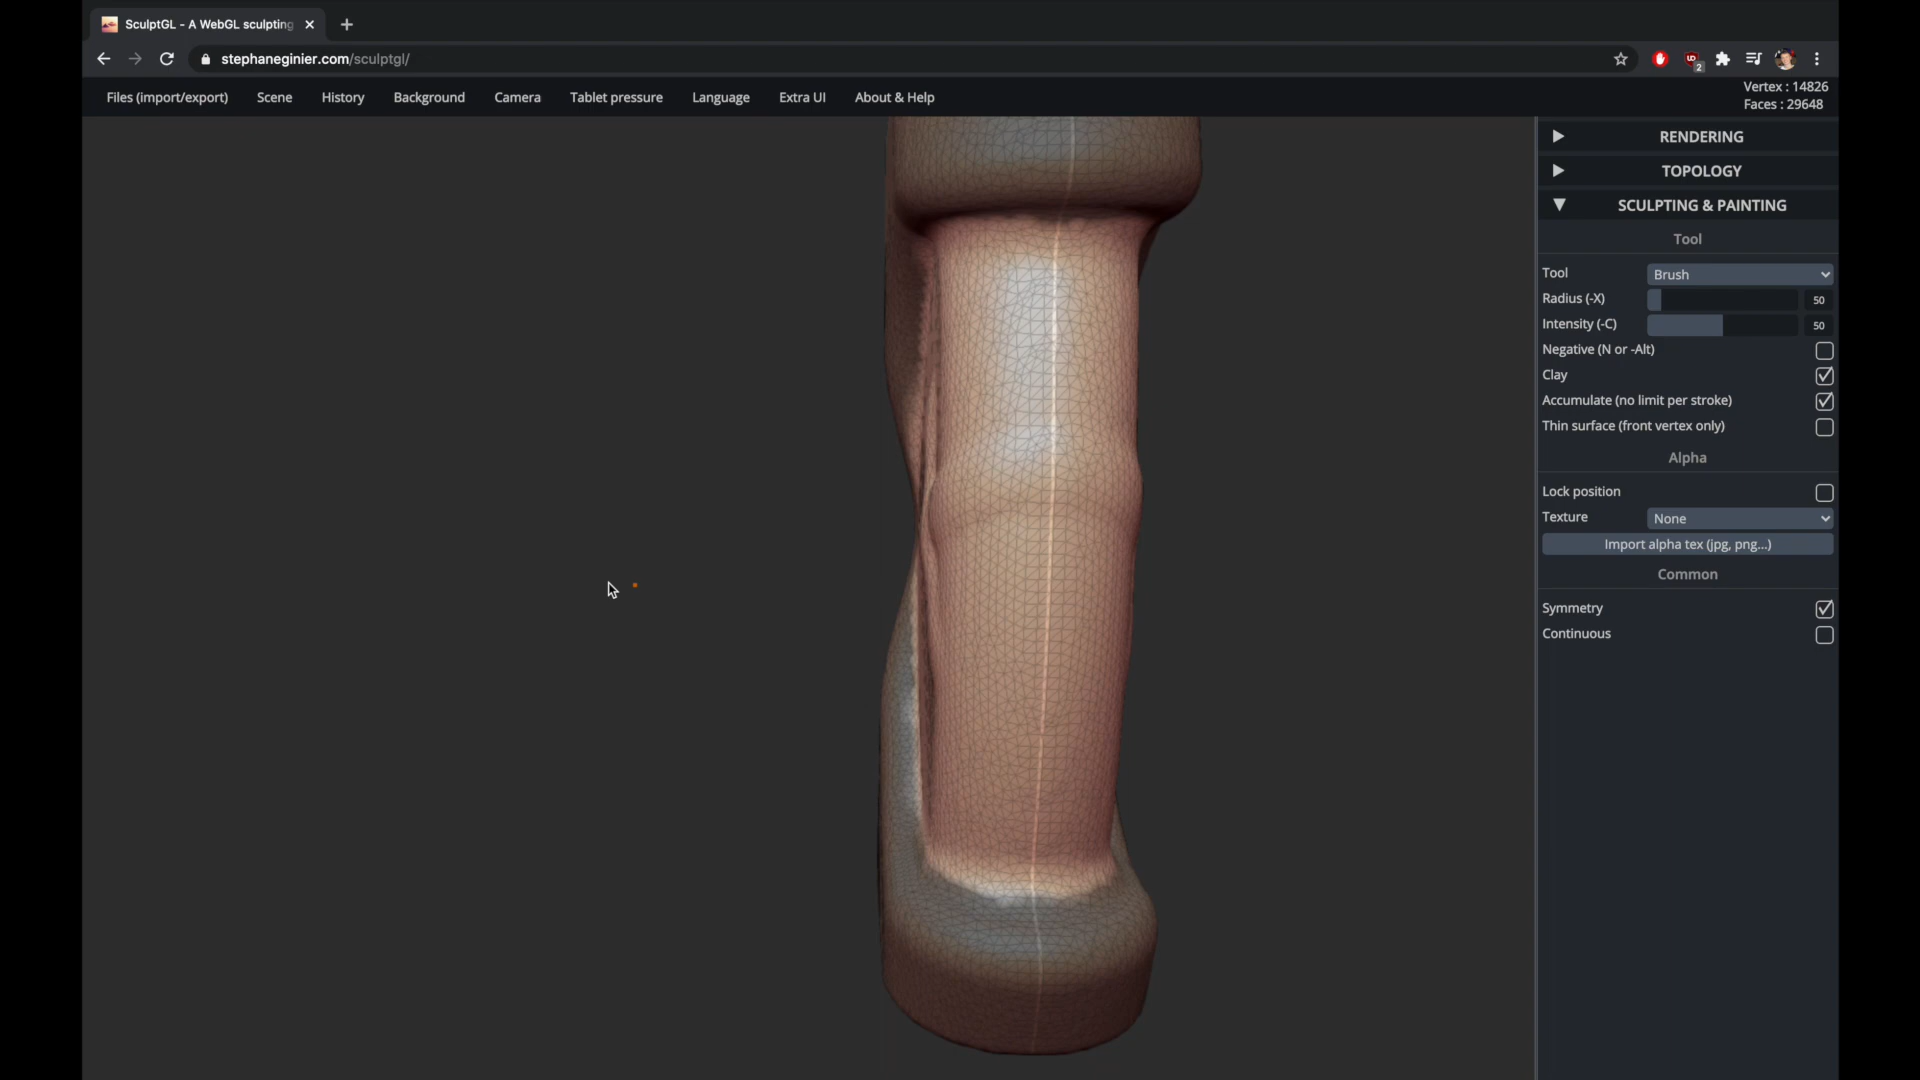 SculptGL - A WebGL sculpting
stephaneginier.com/sculptgl/
2
Files (import/export) Scene History Background Camera Tablet pressure Language Extra UI About & Help
Vertex : 14826
Faces : 29648
RENDERING
TOPOLOGY
SCULPTING & PAINTING
Tool
Tool Brush
Radius (-X) 50
Intensity (-C) 50
Negative (N or -Alt)
Clay
Accumulate (no limit per stroke)
Thin surface (front vertex only)
Alpha
Lock position
Texture None
Import alpha tex (jpg, png...)
Common
Symmetry
Continuous